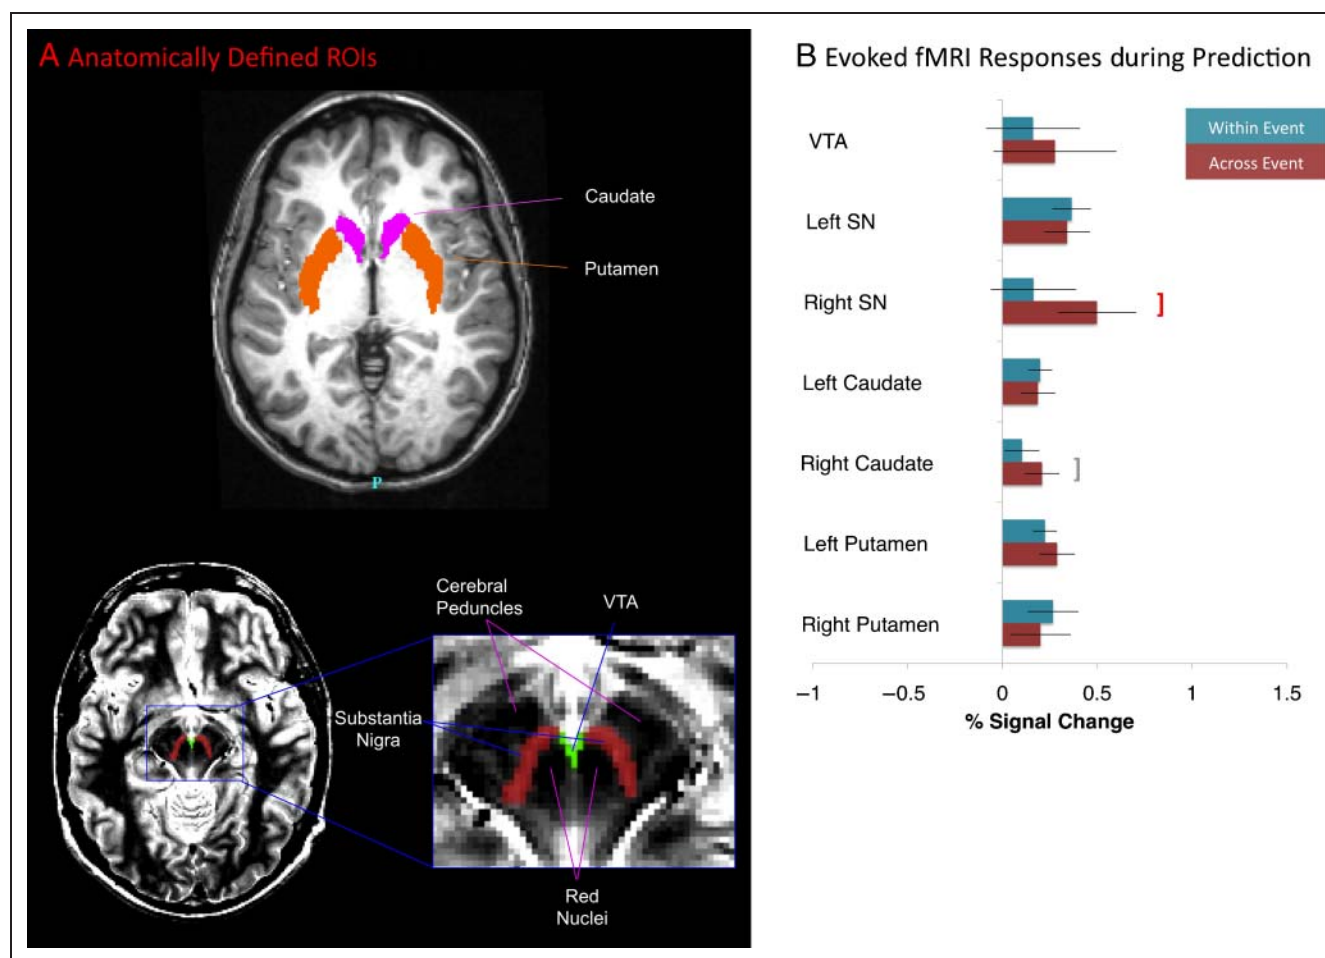 A Anatomically Defined ROIs
Caudate
Putamen
P
Cerebral
Peduncles
VTA
Substantia
Nigra
Red
Nuclei
B Evoked fMRI Responses during Prediction
Within Event
Across Event
VTA
Left SN
Right SN
]
Left Caudate
Right Caudate
]
Left Putamen
Right Putamen
−1
−0.5
0
0.5
1
1.5
% Signal Change